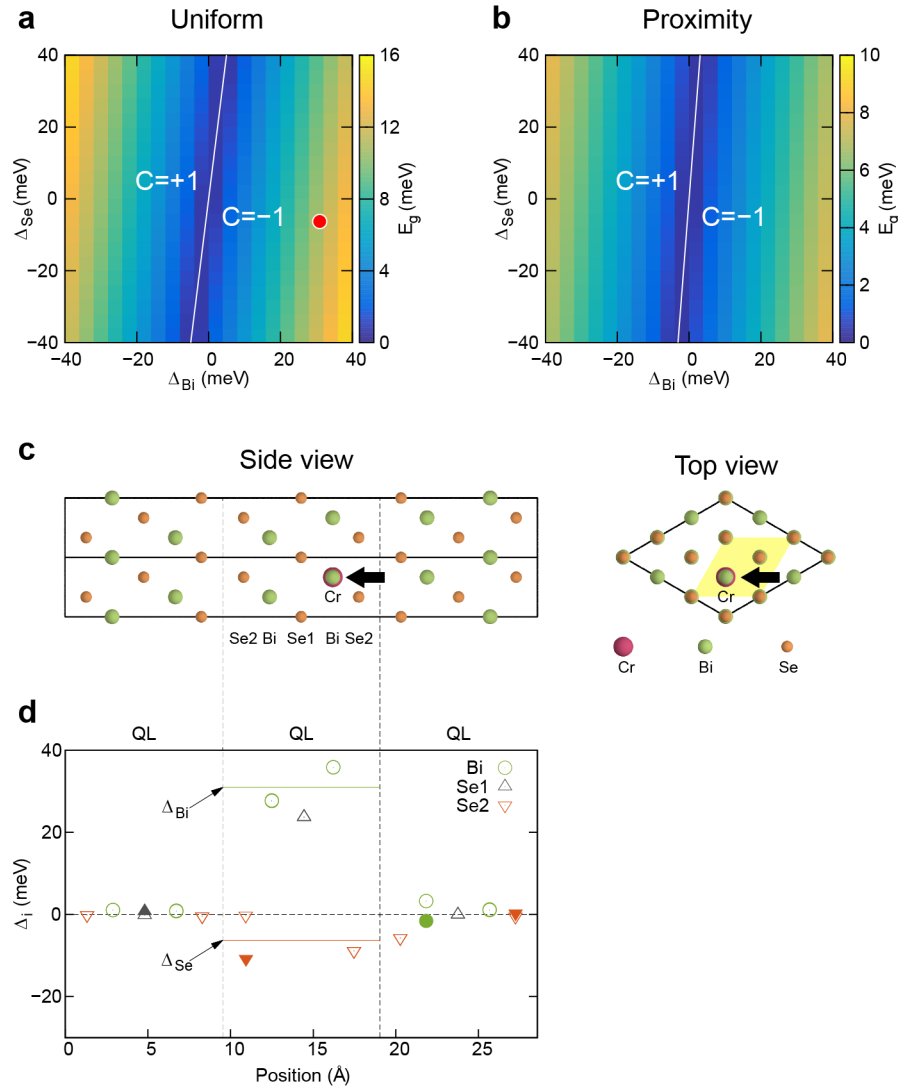 a Uniform
40
20
0
−20
−40
−40 −20 0 20 40
ΔSe (meV)
ΔBi (meV)
C=+1
C=−1
16
12
8
4
0
Eg (meV)
b Proximity
40
20
0
−20
−40
−40 −20 0 20 40
ΔSe (meV)
ΔBi (meV)
C=+1
C=−1
10
8
6
4
2
0
Eg (meV)
c Side view
Cr
Se2 Bi Se1 Bi Se2
Top view
Cr
Cr Bi Se
d
QL QL QL
40
20
0
−20
Δi (meV)
ΔBi
ΔSe
Bi
Se1
Se2
0 5 10 15 20 25
Position (Å)